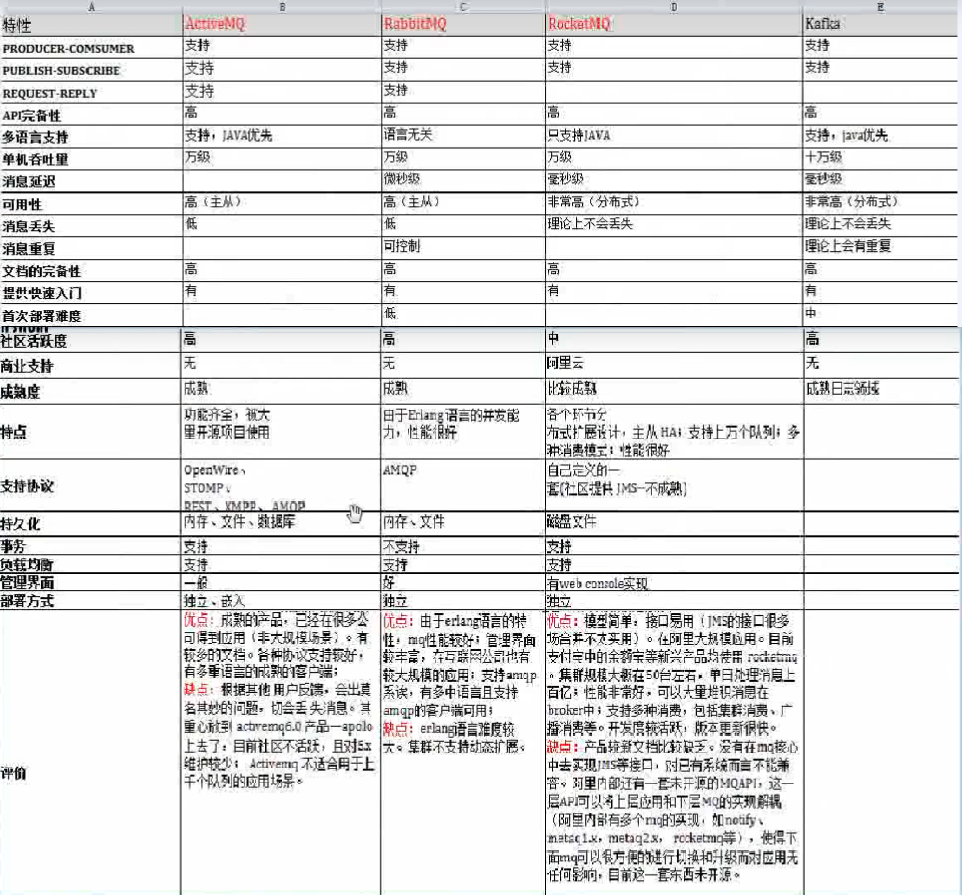 A B C D E
特性 ActiveMQ RabbitMQ RocketMQ Kafka
PRODUCER-COMSUMER 支持 支持 支持 支持
PUBLISH-SUBSCRIBE 支持 支持 支持 支持
REQUEST-REPLY 支持 支持
API完备性 高 高 高 高
多语言支持 支持，JAVA优先 语言无关 只支持JAVA 支持，java优先
单机吞吐量 万级 万级 万级 十万级
消息延迟 微秒级 毫秒级 毫秒级
可用性 高（主从） 高（主从） 非常高（分布式） 非常高（分布式）
消息丢失 低 低 理论上不会丢失 理论上不会丢失
消息重复 可控制 理论上会有重复
文档的完备性 高 高 高 高
提供快速入门 有 有 有 有
首次部署难度 低 中
社区活跃度 高 高 中 高
商业支持 无 无 阿里云 无
成熟度 成熟 成熟 比较成熟 成熟日志领域
特点
功能齐全，被大
量开源项目使用
由于Erlang语言的并发能
力，性能很好
各个环节分
布式扩展设计，主从 HA；支持上万个队列；多
种消费模式；性能很好
支持协议
OpenWire、
STOMP、
REST、XMPP、AMQP
AMQP
自己定义的一
套(社区提供 JMS--不成熟)
持久化 内存、文件、数据库 内存、文件 磁盘文件
事务 支持 不支持 支持
负载均衡 支持 支持 支持
管理界面 一般 好 有web console实现
部署方式 独立、嵌入 独立 独立
评价
优点：成熟的产品，已经在很多公
司得到应用（非大规模场景）。有
较多的文档。各种协议支持较好，
有多重语言的成熟的客户端；
缺点：根据其他用户反馈，会出莫
名其妙的问题，切会丢失消息。其
重心放到 activemq6.0 产品—apolo
上去了，目前社区不活跃，且对5.x
维护较少； Activemq 不适合用于上
千个队列的应用场景。
优点：由于erlang语言的特
性，mq性能较好；管理界面
较丰富，在互联网公司也有
较大规模的应用；支持amqp
系诶，有多中语言且支持
amqp的客户端可用；
缺点：erlang语言难度较
大。集群不支持动态扩展。
优点：模型简单，接口易用（JMS的接口很多
场合并不太实用）。在阿里大规模应用。目前
支付宝中的余额宝等新兴产品均使用 rocketmq
。集群规模大概在50台左右，单日处理消息上
百亿；性能非常好，可以大量堆积消息在
broker中；支持多种消费，包括集群消费、广
播消费等。开发度较活跃，版本更新很快。
缺点：产品较新文档比较缺乏。没有在mq核心
中去实现JMS等接口，对已有系统而言不能兼
容。阿里内部还有一套未开源的MQAPI，这一
层API可以将上层应用和下层MQ的实现解耦
（阿里内部有多个mq的实现，如notify、
metaq1.x，metaq2.x，rocketmq等），使得下
面mq可以很方便的进行切换和升级而对应用无
任何影响，目前这一套东西未开源。